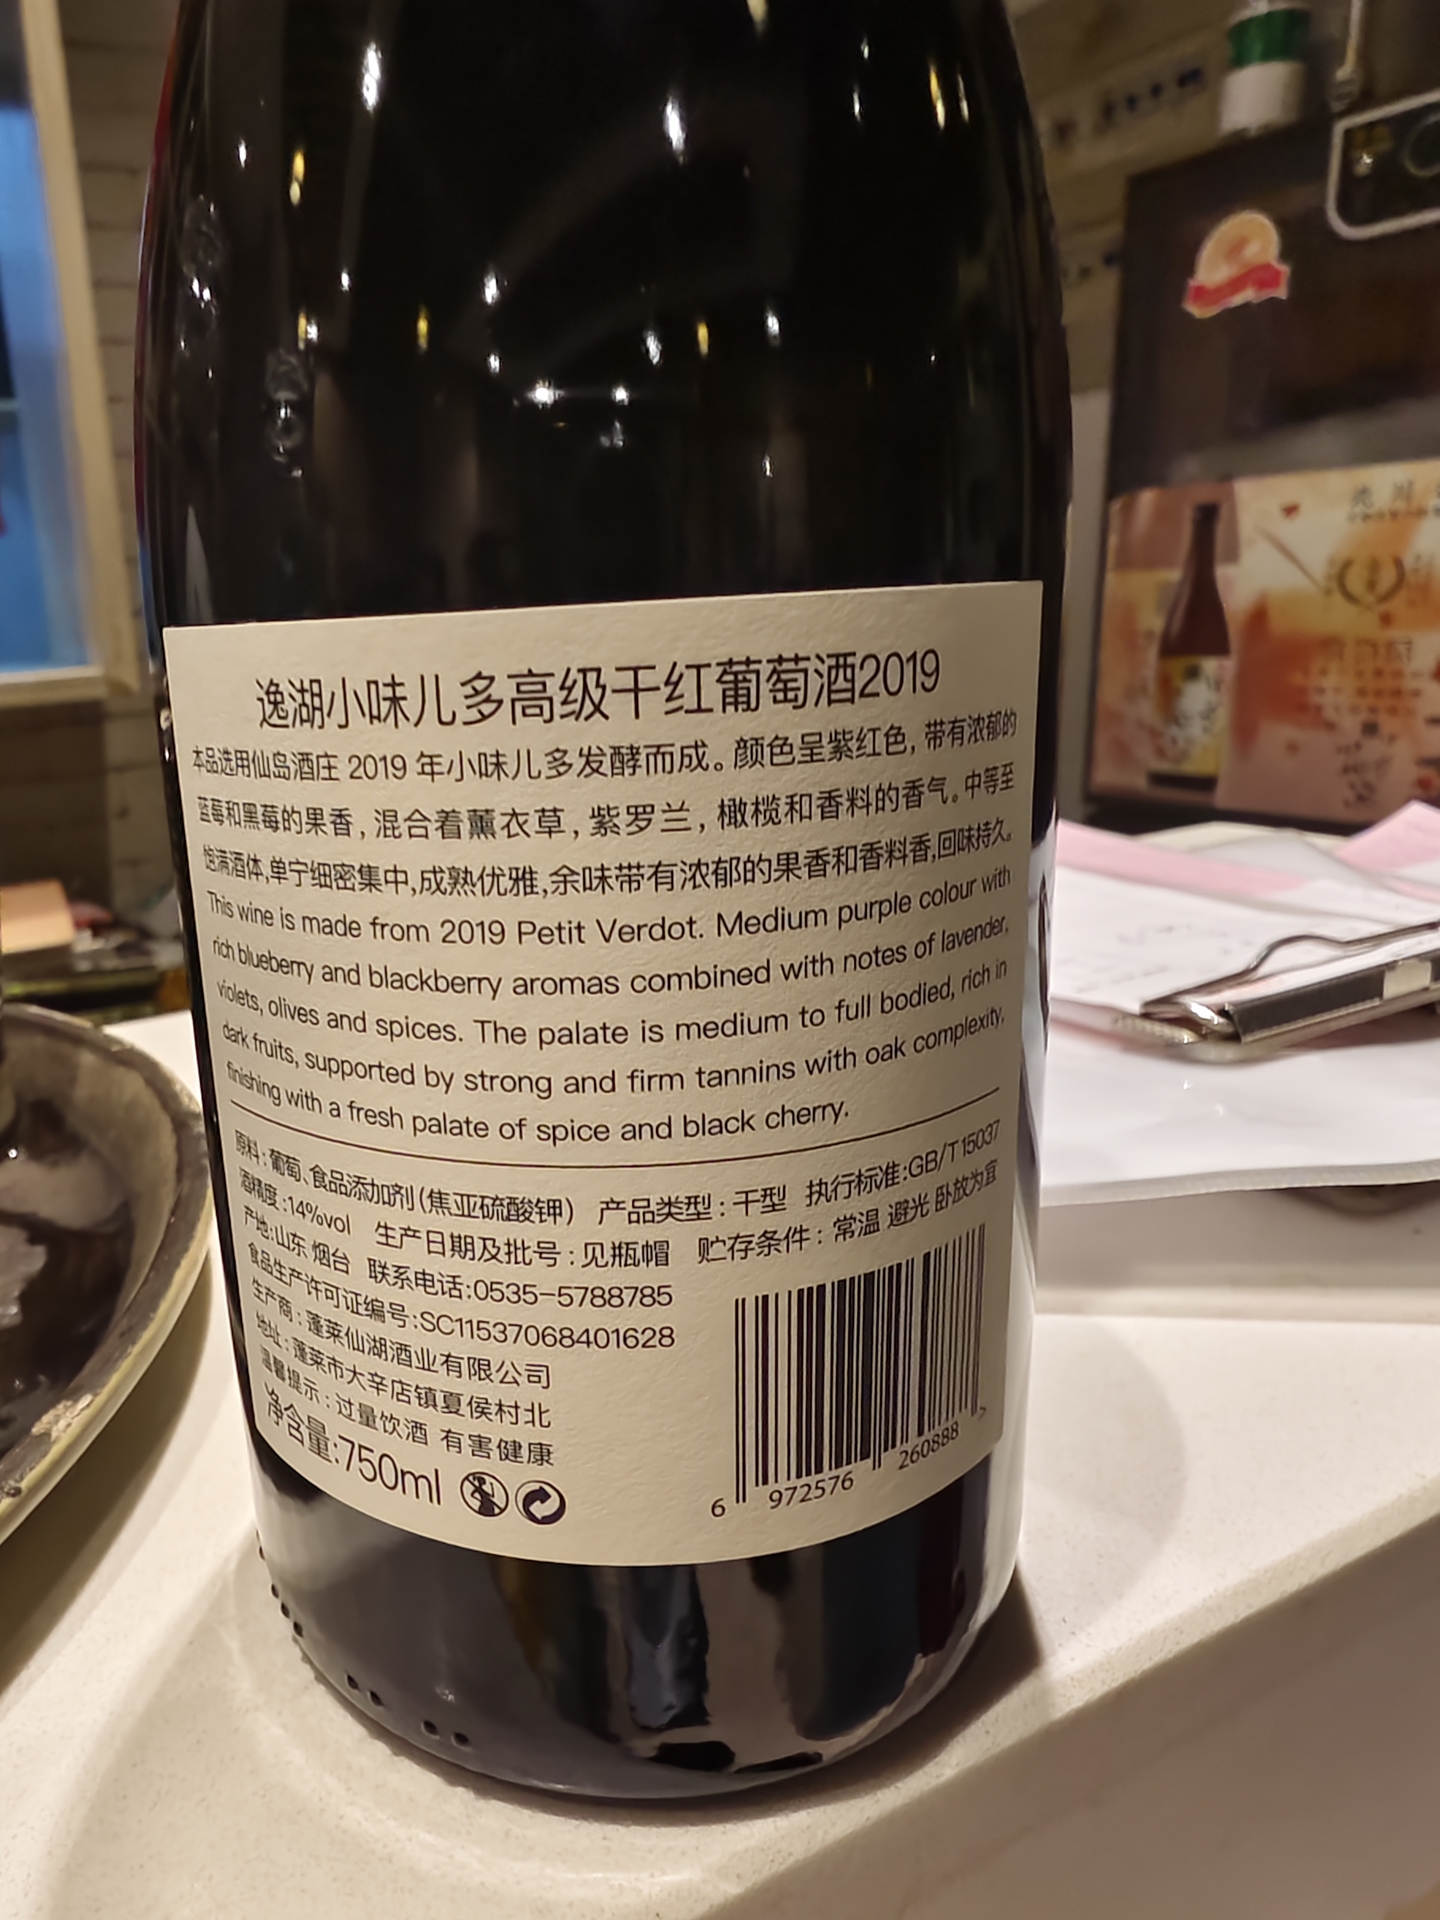 逸湖小味儿多高级干红葡萄酒2019
本品选用仙岛酒庄 2019 年小味儿多发酵而成。颜色呈紫红色, 带有浓郁的
蓝莓和黑莓的果香, 混合着薰衣草, 紫罗兰, 橄榄和香料的香气。中等至
饱满酒体,单宁细密集中,成熟优雅,余味带有浓郁的果香和香料香,回味持久。
This wine is made from 2019 Petit Verdot. Medium purple colour with
rich blueberry and blackberry aromas combined with notes of lavender,
violets, olives and spices. The palate is medium to full bodied, rich in
dark fruits, supported by strong and firm tannins with oak complexity,
finishing with a fresh palate of spice and black cherry.
原料:葡萄、食品添加剂(焦亚硫酸钾) 产品类型:干型 执行标准:GB/T15037
酒精度:14%vol 生产日期及批号:见瓶帽 贮存条件:常温 避光 卧放为宜
产地:山东 烟台 联系电话:0535-5788785
食品生产许可证编号:SC11537068401628
生产商:蓬莱仙湖酒业有限公司
地址:蓬莱市大辛店镇夏侯村北
温馨提示:过量饮酒 有害健康
净含量:750ml
6 972576 260888 7